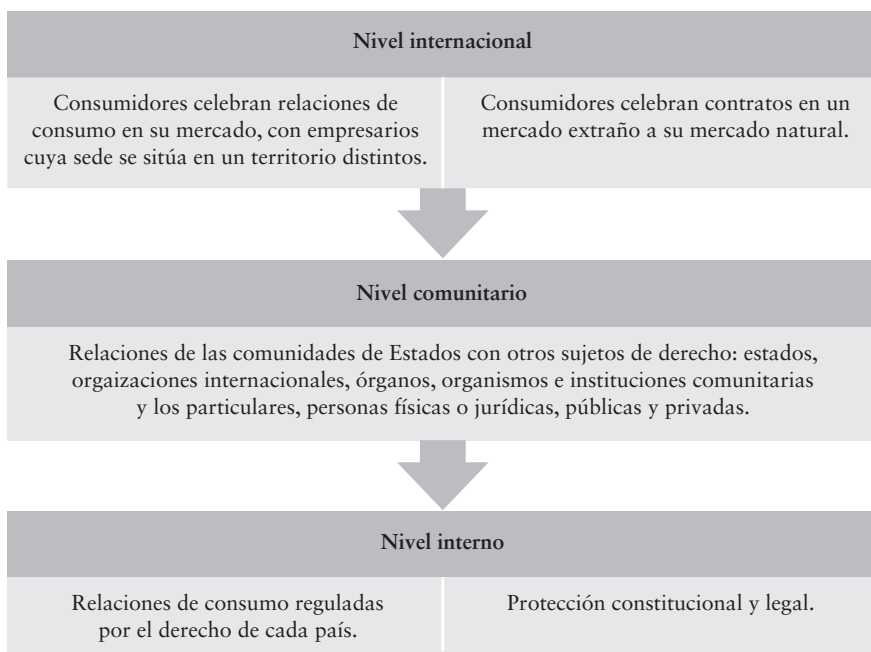 Nivel internacional
Consumidores celebran relaciones de
consumo en su mercado, con empresarios
cuya sede se sitúa en un territorio distintos.
Consumidores celebran contratos en un
mercado extraño a su mercado natural.
Nivel comunitario
Relaciones de las comunidades de Estados con otros sujetos de derecho: estados,
orgaizaciones internacionales, órganos, organismos e instituciones comunitarias
y los particulares, personas físicas o jurídicas, públicas y privadas.
Nivel interno
Relaciones de consumo reguladas
por el derecho de cada país.
Protección constitucional y legal.